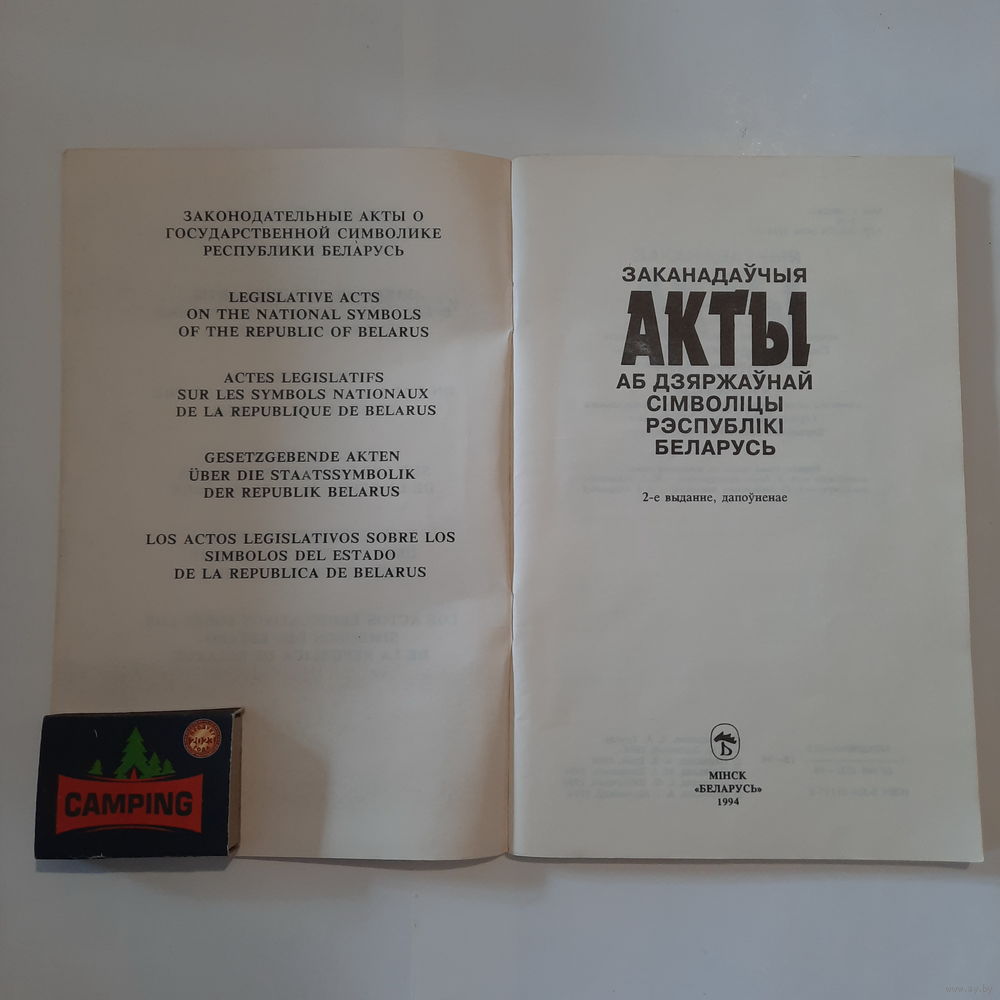 ЗАКОНОДАТЕЛЬНЫЕ АКТЫ О
ГОСУДАРСТВЕННОЙ СИМВОЛИКЕ
РЕСПУБЛИКИ БЕЛАРУСЬ
LEGISLATIVE ACTS
ON THE NATIONAL SYMBOLS
OF THE REPUBLIC OF BELARUS
ACTES LEGISLATIFS
SUR LES SYMBOLS NATIONAUX
DE LA REPUBLIQUE DE BELARUS
GESETZGEBENDE AKTEN
ÜBER DIE STAATSSYMBOLIK
DER REPUBLIK BELARUS
LOS ACTOS LEGISLATIVOS SOBRE LOS
SIMBOLOS DEL ESTADO
DE LA REPUBLICA DE BELARUS
CAMPING
ЗАКАНАДАЎЧЫЯ
АКТЫ
АБ ДЗЯРЖАЎНАЙ
СІМВОЛІЦЫ
РЭСПУБЛІКІ
БЕЛАРУСЬ
2-е выданне, дапоўненае
МІНСК
«БЕЛАРУСЬ»
1994
www.ay.by